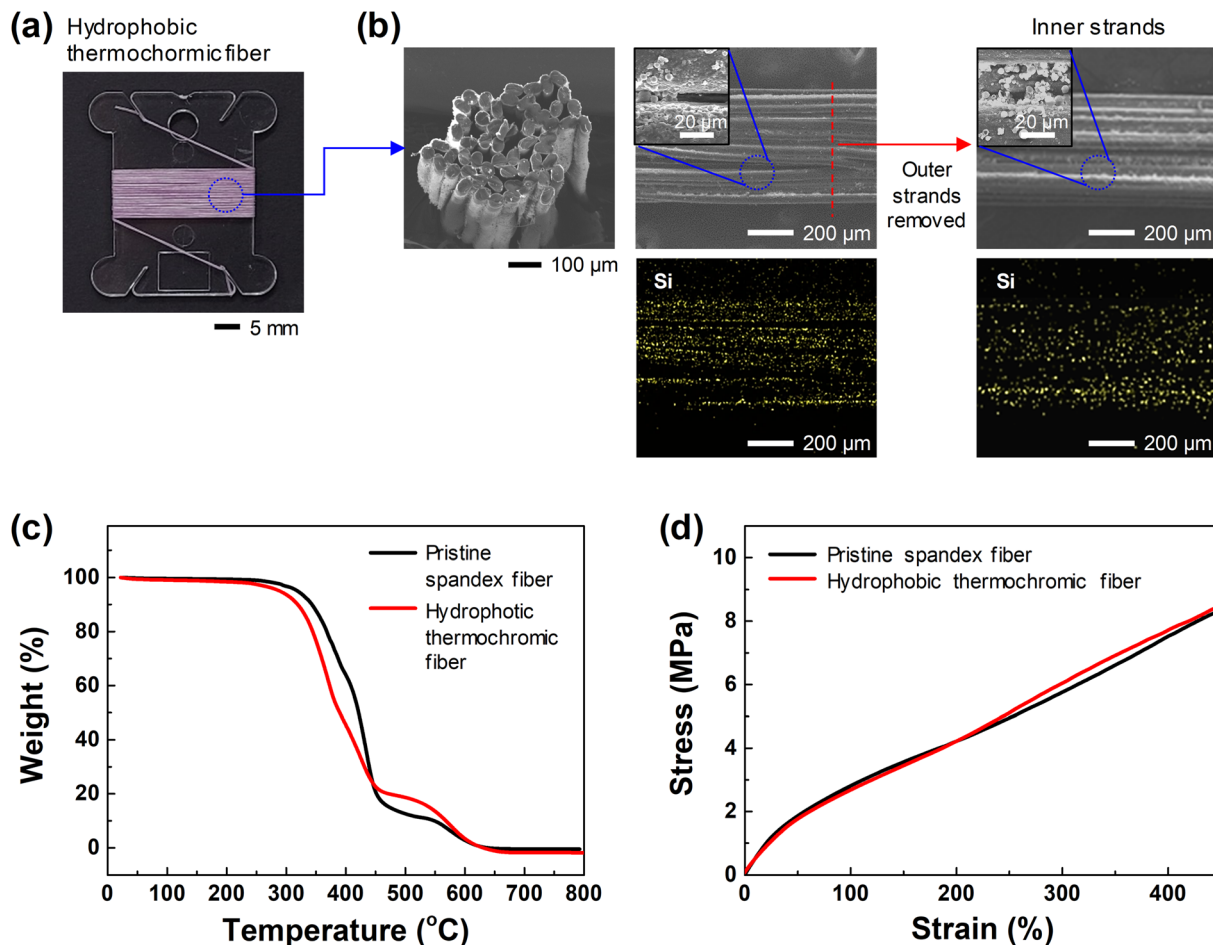 (a)
Hydrophobic
thermochormic fiber
5 mm
(b)
100 µm
20 µm
200 µm
Outer
strands
removed
Inner strands
20 µm
200 µm
Si
200 µm
Si
200 µm
(c)
Pristine
spandex fiber
Hydrophotic
thermochromic
fiber
Weight (%)
100
80
60
40
20
0
0 100 200 300 400 500 600 700 800
Temperature (°C)
(d)
Pristine spandex fiber
Hydrophobic thermochromic fiber
Stress (MPa)
10
8
6
4
2
0
0 100 200 300 400
Strain (%)